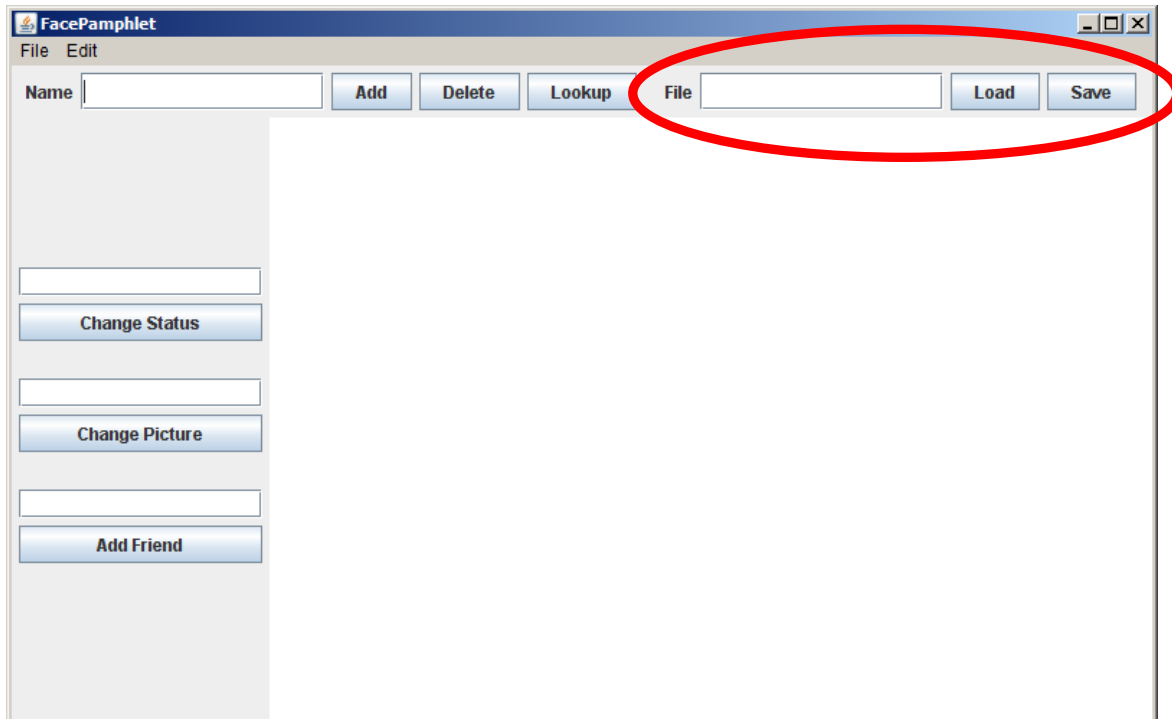 FacePamphlet
File Edit
Name Add Delete Lookup File Load Save
Change Status
Change Picture
Add Friend